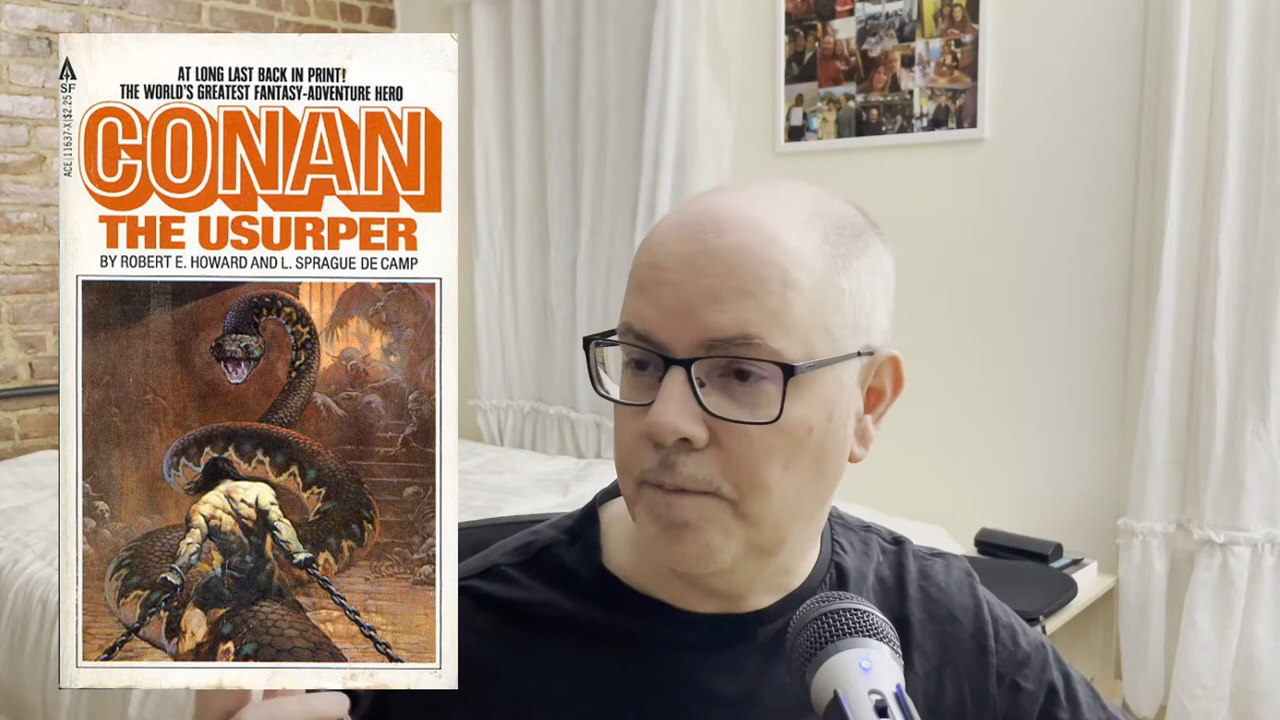 AT LONG LAST BACK IN PRINT!
THE WORLD'S GREATEST FANTASY-ADVENTURE HERO
SF
ACE | 11637-X | $2.25
CONAN
THE USURPER
BY ROBERT E. HOWARD AND L. SPRAGUE DE CAMP